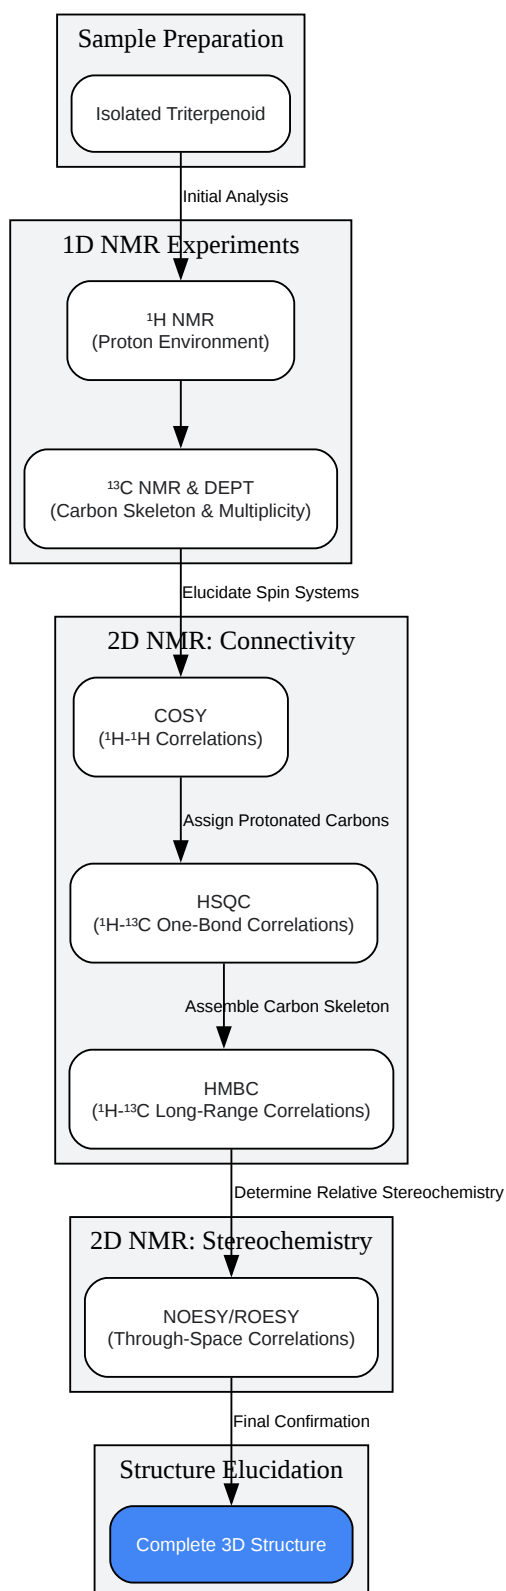 Sample Preparation
Isolated Triterpenoid
Initial Analysis
1D NMR Experiments
¹H NMR
(Proton Environment)
¹³C NMR & DEPT
(Carbon Skeleton & Multiplicity)
Elucidate Spin Systems
2D NMR: Connectivity
COSY
(¹H-¹H Correlations)
Assign Protonated Carbons
HSQC
(¹H-¹³C One-Bond Correlations)
Assemble Carbon Skeleton
HMBC
(¹H-¹³C Long-Range Correlations)
Determine Relative Stereochemistry
2D NMR: Stereochemistry
NOESY/ROESY
(Through-Space Correlations)
Final Confirmation
Structure Elucidation
Complete 3D Structure